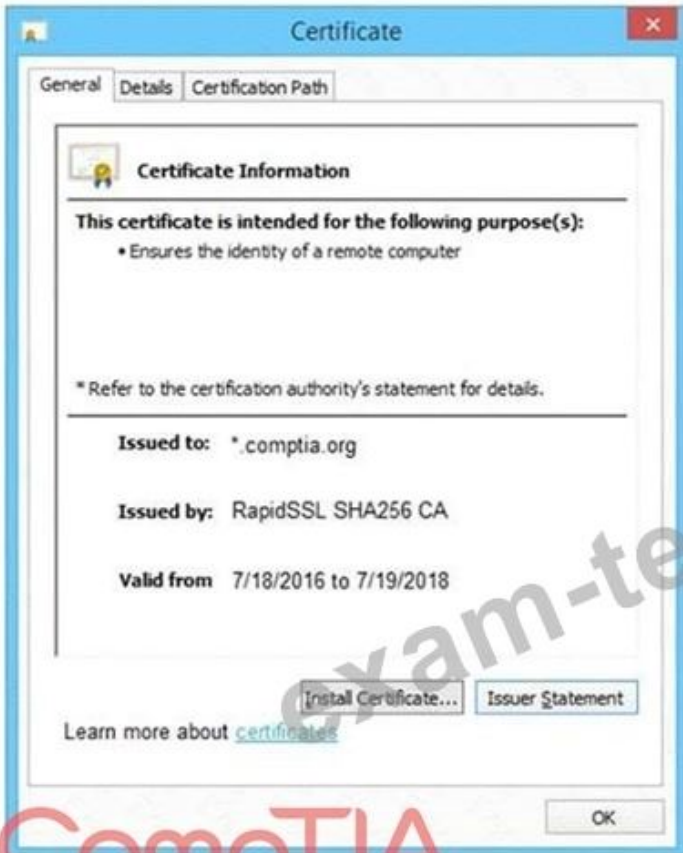 Certificate
General Details Certification Path
Certificate Information
This certificate is intended for the following purpose(s):
• Ensures the identity of a remote computer
* Refer to the certification authority's statement for details.
Issued to: *.comptia.org
Issued by: RapidSSL SHA256 CA
Valid from 7/18/2016 to 7/19/2018
exam-te
Install Certificate... Issuer Statement
Learn more about certificates
OK
CompTIA